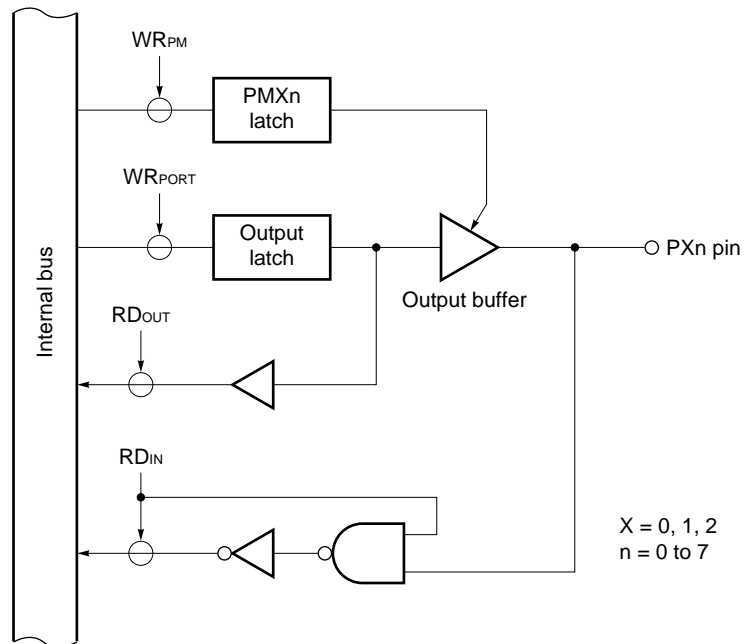 WRPM
PMXn
latch
WRPORT
Output
latch
PXn pin
Output buffer
Internal bus
RDOUT
RDIN
X = 0, 1, 2
n = 0 to 7